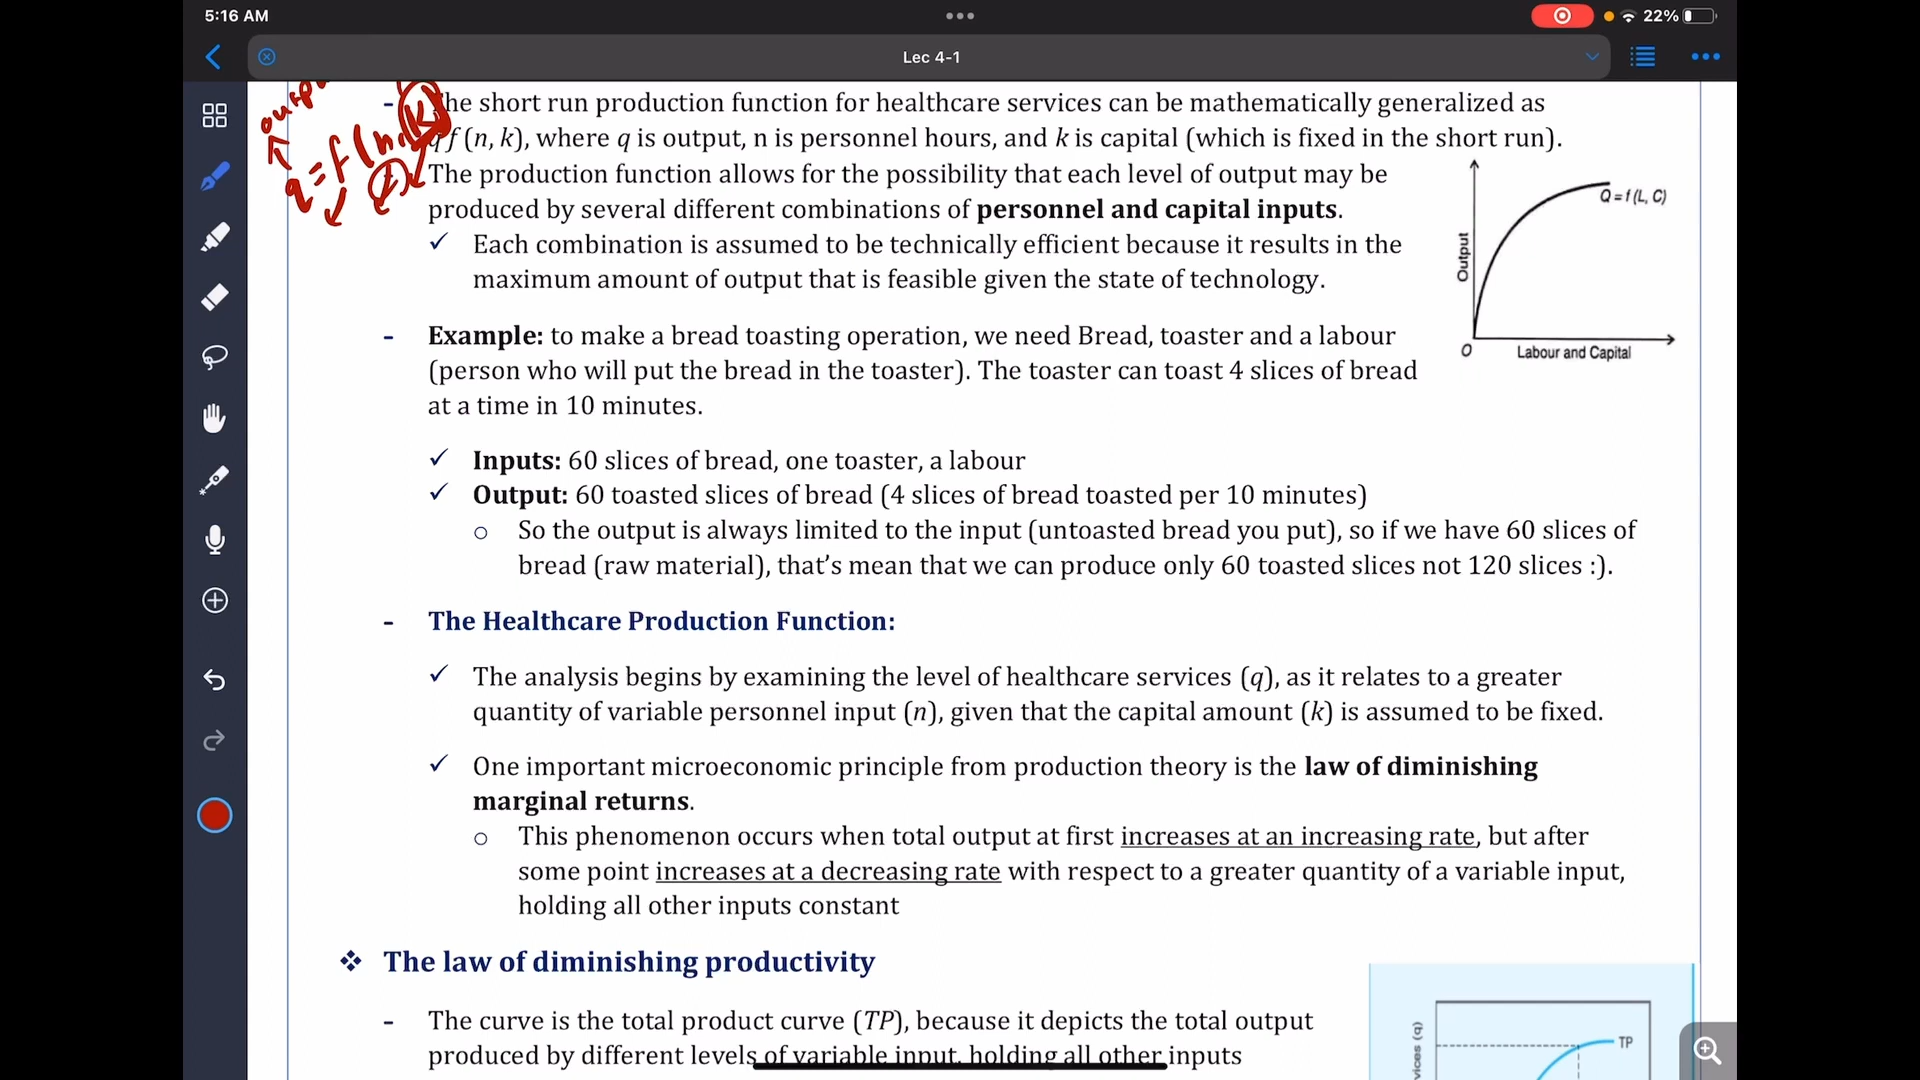 5:16 AM
22%
Lec 4-1
- The short run production function for healthcare services can be mathematically generalized as
qf (n, k), where q is output, n is personnel hours, and k is capital (which is fixed in the short run).
q = f (n, k)
The production function allows for the possibility that each level of output may be
produced by several different combinations of personnel and capital inputs.
✓ Each combination is assumed to be technically efficient because it results in the
maximum amount of output that is feasible given the state of technology.
Q = f (L, C)
Output
O
Labour and Capital
- Example: to make a bread toasting operation, we need Bread, toaster and a labour
(person who will put the bread in the toaster). The toaster can toast 4 slices of bread
at a time in 10 minutes.
✓ Inputs: 60 slices of bread, one toaster, a labour
✓ Output: 60 toasted slices of bread (4 slices of bread toasted per 10 minutes)
o So the output is always limited to the input (untoasted bread you put), so if we have 60 slices of
bread (raw material), that's mean that we can produce only 60 toasted slices not 120 slices :).
- The Healthcare Production Function:
✓ The analysis begins by examining the level of healthcare services (q), as it relates to a greater
quantity of variable personnel input (n), given that the capital amount (k) is assumed to be fixed.
✓ One important microeconomic principle from production theory is the law of diminishing
marginal returns.
o This phenomenon occurs when total output at first increases at an increasing rate, but after
some point increases at a decreasing rate with respect to a greater quantity of a variable input,
holding all other inputs constant
❖ The law of diminishing productivity
- The curve is the total product curve (TP), because it depicts the total output
produced by different levels of variable input, holding all other inputs
TP